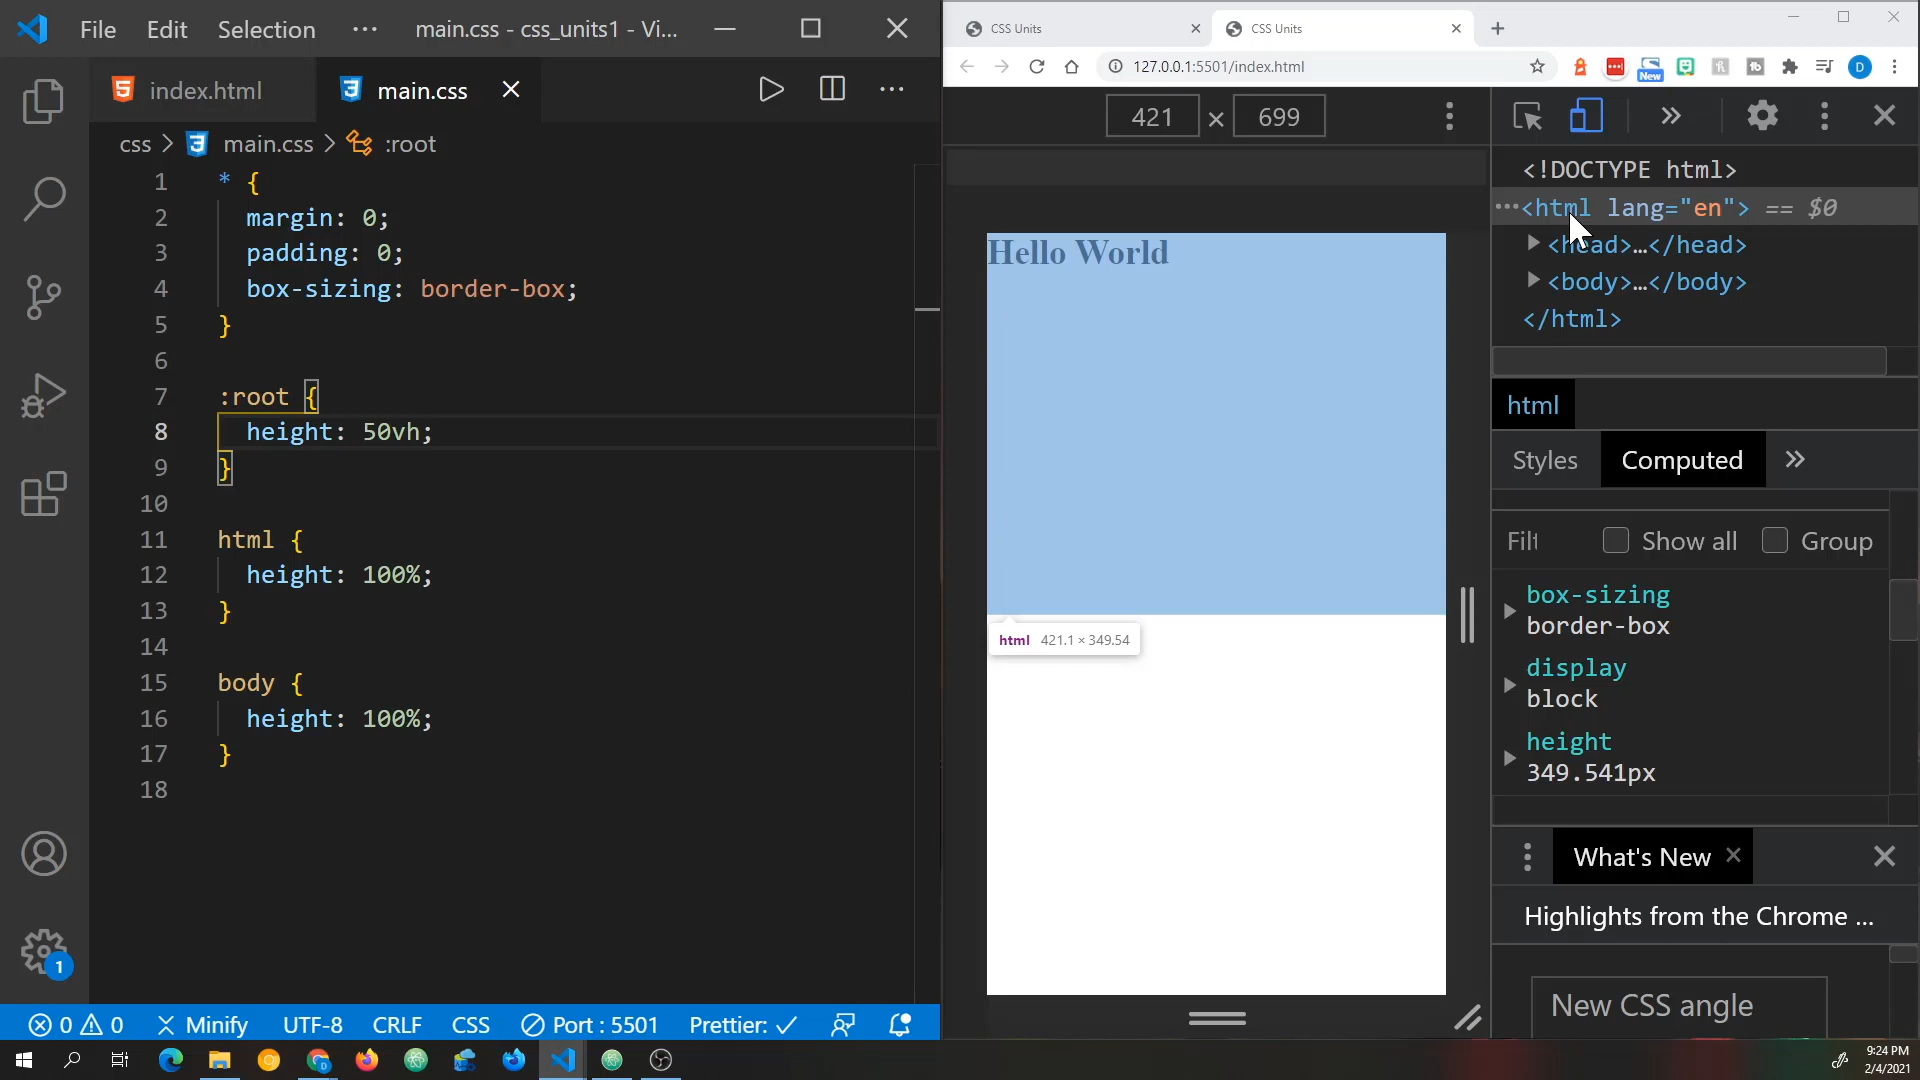 File Edit Selection ··· main.css - css_units1 - Vi...
index.html main.css
css > main.css > :root
1 * {
2 margin: 0;
3 padding: 0;
4 box-sizing: border-box;
5 }
6
7 :root {
8 height: 50vh;
9 }
10
11 html {
12 height: 100%;
13 }
14
15 body {
16 height: 100%;
17 }
18
1
0 0 Minify UTF-8 CRLF CSS Port : 5501 Prettier: ✓
CSS Units CSS Units
127.0.0.1:5501/index.html
New
D
421 × 699
Hello World
html 421.1 × 349.54
<!DOCTYPE html>
···<html lang="en"> == $0
<head>…</head>
<body>…</body>
</html>
html
Styles Computed »
Filt Show all Group
box-sizing
border-box
display
block
height
349.541px
What's New ×
Highlights from the Chrome ...
New CSS angle
9:24 PM
2/4/2021